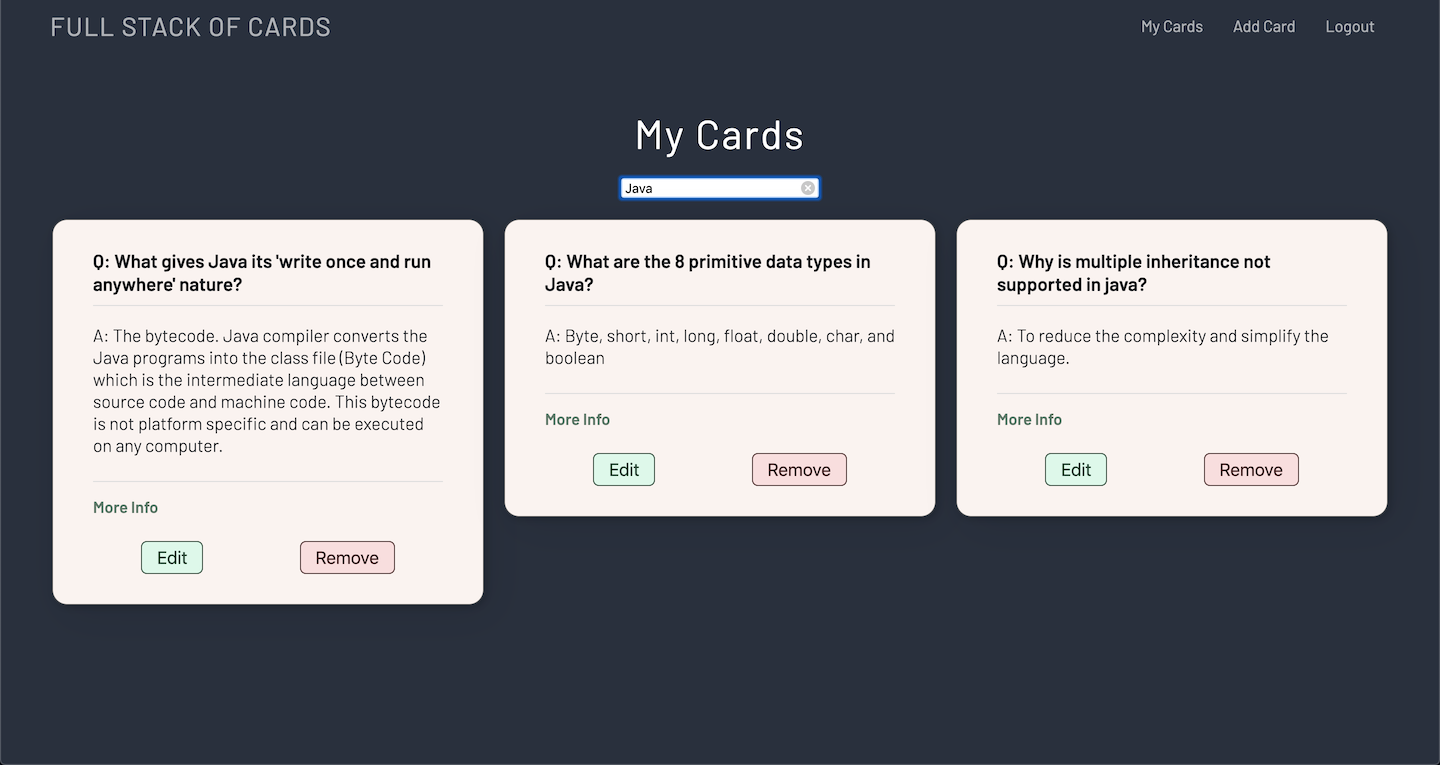 FULL STACK OF CARDS
My Cards
Add Card
Logout
My Cards
Java
Q: What gives Java its 'write once and run
anywhere' nature?
A: The bytecode. Java compiler converts the
Java programs into the class file (Byte Code)
which is the intermediate language between
source code and machine code. This bytecode
is not platform specific and can be executed
on any computer.
More Info
Edit
Remove
Q: What are the 8 primitive data types in
Java?
A: Byte, short, int, long, float, double, char, and
boolean
More Info
Edit
Remove
Q: Why is multiple inheritance not
supported in java?
A: To reduce the complexity and simplify the
language.
More Info
Edit
Remove